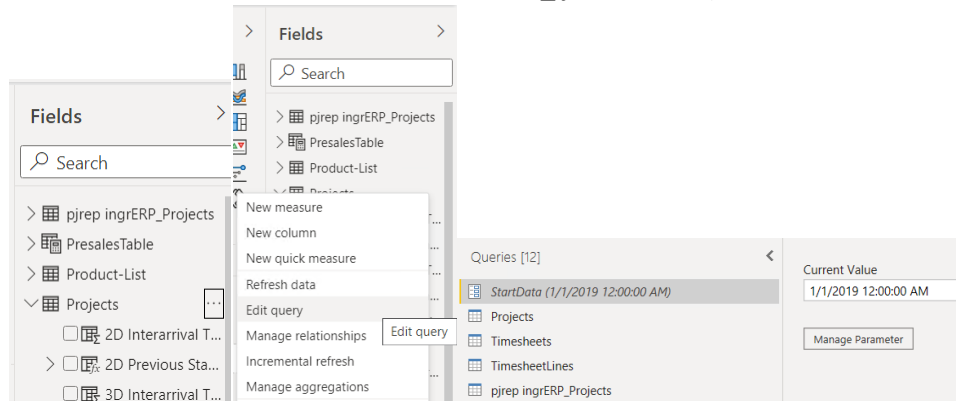 Fields
Search
pjrep ingrERP_Projects
PresalesTable
Product-List
Projects
...
2D Interarrival T...
2D Previous Sta...
3D Interarrival T...
Fields
Search
pjrep ingrERP_Projects
PresalesTable
Product-List
Projects
New measure
New column
New quick measure
Refresh data
Edit query
Manage relationships
Edit query
Incremental refresh
Manage aggregations
Queries [12]
StartData (1/1/2019 12:00:00 AM)
Projects
Timesheets
TimesheetLines
pjrep ingrERP_Projects
Current Value
1/1/2019 12:00:00 AM
Manage Parameter